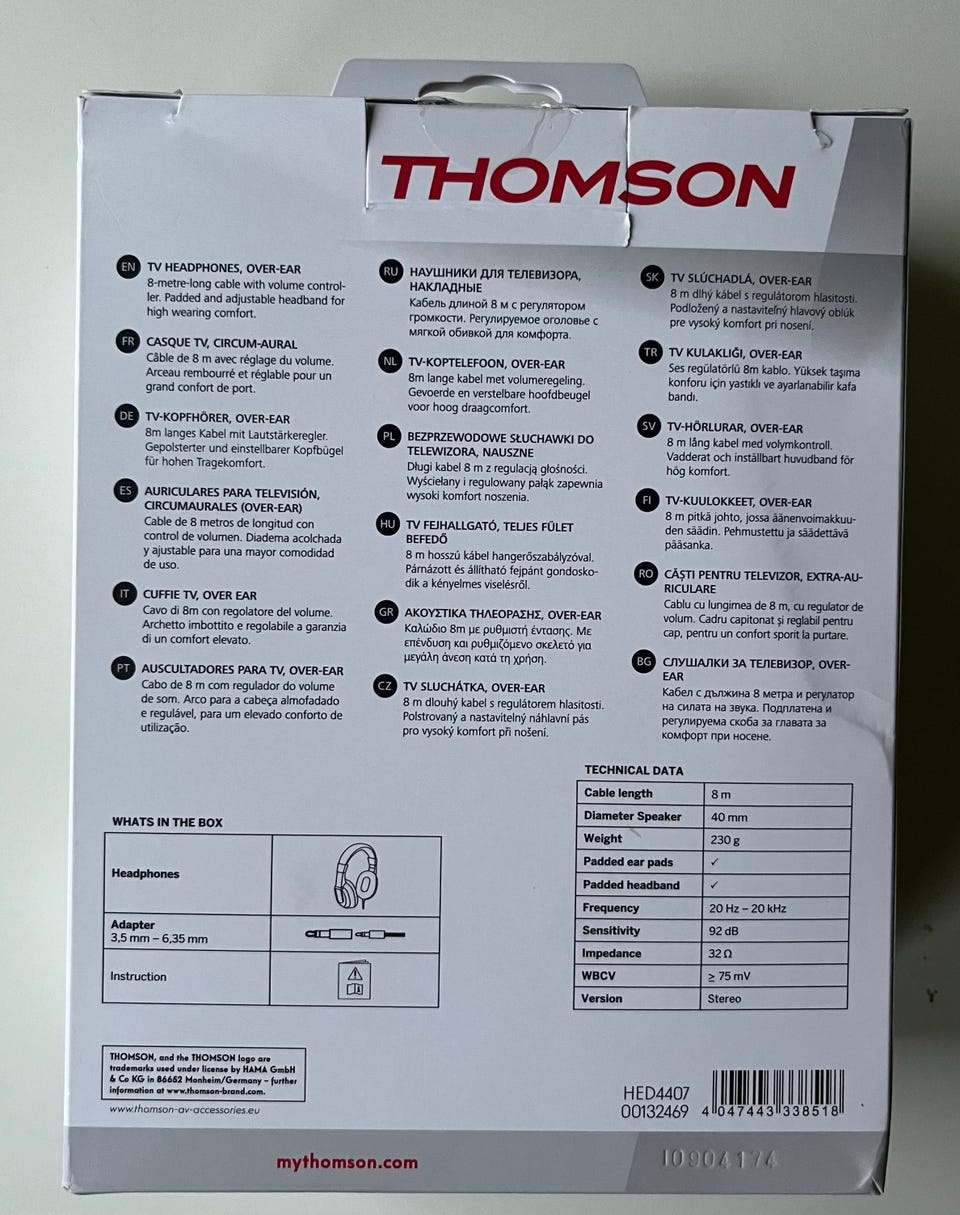 THOMSON
EN TV HEADPHONES, OVER-EAR
8-metre-long cable with volume control-
ler. Padded and adjustable headband for
high wearing comfort.
FR CASQUE TV, CIRCUM-AURAL
Câble de 8 m avec réglage du volume.
Arceau rembourré et réglable pour un
grand confort de port.
DE TV-KOPFHÖRER, OVER-EAR
8m langes Kabel mit Lautstärkeregler.
Gepolsterter und einstellbarer Kopfbügel
für hohen Tragekomfort.
ES AURICULARES PARA TELEVISIÓN,
CIRCUMAURALES (OVER-EAR)
Cable de 8 metros de longitud con
control de volumen. Diadema acolchada
y ajustable para una mayor comodidad
de uso.
IT CUFFIE TV, OVER EAR
Cavo di 8m con regolatore del volume.
Archetto imbottito e regolabile a garanzia
di un comfort elevato.
PT AUSCULTADORES PARA TV, OVER-EAR
Cabo de 8 m com regulador do volume
de som. Arco para a cabeça almofadado
e regulável, para um elevado conforto de
utilização.
RU НАУШНИКИ ДЛЯ ТЕЛЕВИЗОРА,
НАКЛАДНЫЕ
Кабель длиной 8 м с регулятором
громкости. Регулируемое оголовье с
мягкой обивкой для комфорта.
NL TV-KOPTELEFOON, OVER-EAR
8m lange kabel met volumeregeling.
Gevoerde en verstelbare hoofdbeugel
voor hoog draagcomfort.
PL BEZPRZEWODOWE SŁUCHAWKI DO
TELEWIZORA, NAUSZNE
Długi kabel 8 m z regulacją głośności.
Wyściełany i regulowany pałąk zapewnia
wysoki komfort noszenia.
HU TV FEJHALLGATÓ, TELJES FÜLET
BEFEDŐ
8 m hosszú kábel hangerőszabályzóval.
Párnázott és állítható fejpánt gondosko-
dik a kényelmes viselésről.
GR ΑΚΟΥΣΤΙΚΑ ΤΗΛΕΟΡΑΣΗΣ, OVER-EAR
Καλώδιο 8m με ρυθμιστή έντασης. Με
επένδυση και ρυθμιζόμενο σκελετό για
μεγάλη άνεση κατά τη χρήση.
CZ TV SLUCHÁTKA, OVER-EAR
8 m dlouhý kabel s regulátorem hlasitosti.
Polstrovaný a nastavitelný náhlavní pás
pro vysoký komfort při nošení.
SK TV SLÚCHADLÁ, OVER-EAR
8 m dlhý kábel s regulátorom hlasitosti.
Podložený a nastaviteľný hlavový oblúk
pre vysoký komfort pri nosení.
TR TV KULAKLIĞI, OVER-EAR
Ses regülatörlü 8m kablo. Yüksek taşıma
konforu için yastıklı ve ayarlanabilir kafa
bandı.
SV TV-HÖRLURAR, OVER-EAR
8 m lång kabel med volymkontroll.
Vadderat och inställbart huvudband för
hög komfort.
FI TV-KUULOKKEET, OVER-EAR
8 m pitkä johto, jossa äänenvoimakkuu-
den säädin. Pehmustettu ja säädettävä
pääsanka.
RO CĂȘTI PENTRU TELEVIZOR, EXTRA-AU-
RICULARE
Cablu cu lungimea de 8 m, cu regulator de
volum. Cadru capitonat și reglabil pentru
cap, pentru un confort sporit la purtare.
BG СЛУШАЛКИ ЗА ТЕЛЕВИЗОР, OVER-
EAR
Кабел с дължина 8 метра и регулатор
на силата на звука. Подплатена и
регулируема скоба за главата за
комфорт при носене.
WHATS IN THE BOX
Headphones
Adapter
3,5 mm – 6,35 mm
Instruction
TECHNICAL DATA
Cable length 8 m
Diameter Speaker 40 mm
Weight 230 g
Padded ear pads ✓
Padded headband ✓
Frequency 20 Hz – 20 kHz
Sensitivity 92 dB
Impedance 32 Ω
WBCV ≥ 75 mV
Version Stereo
THOMSON, and the THOMSON logo are
trademarks used under license by HAMA GmbH
& Co KG in 86652 Monheim/Germany – further
information at www.thomson-brand.com.
www.thomson-av-accessories.eu
HED4407
00132469
4 047443 338518
mythomson.com
10904174